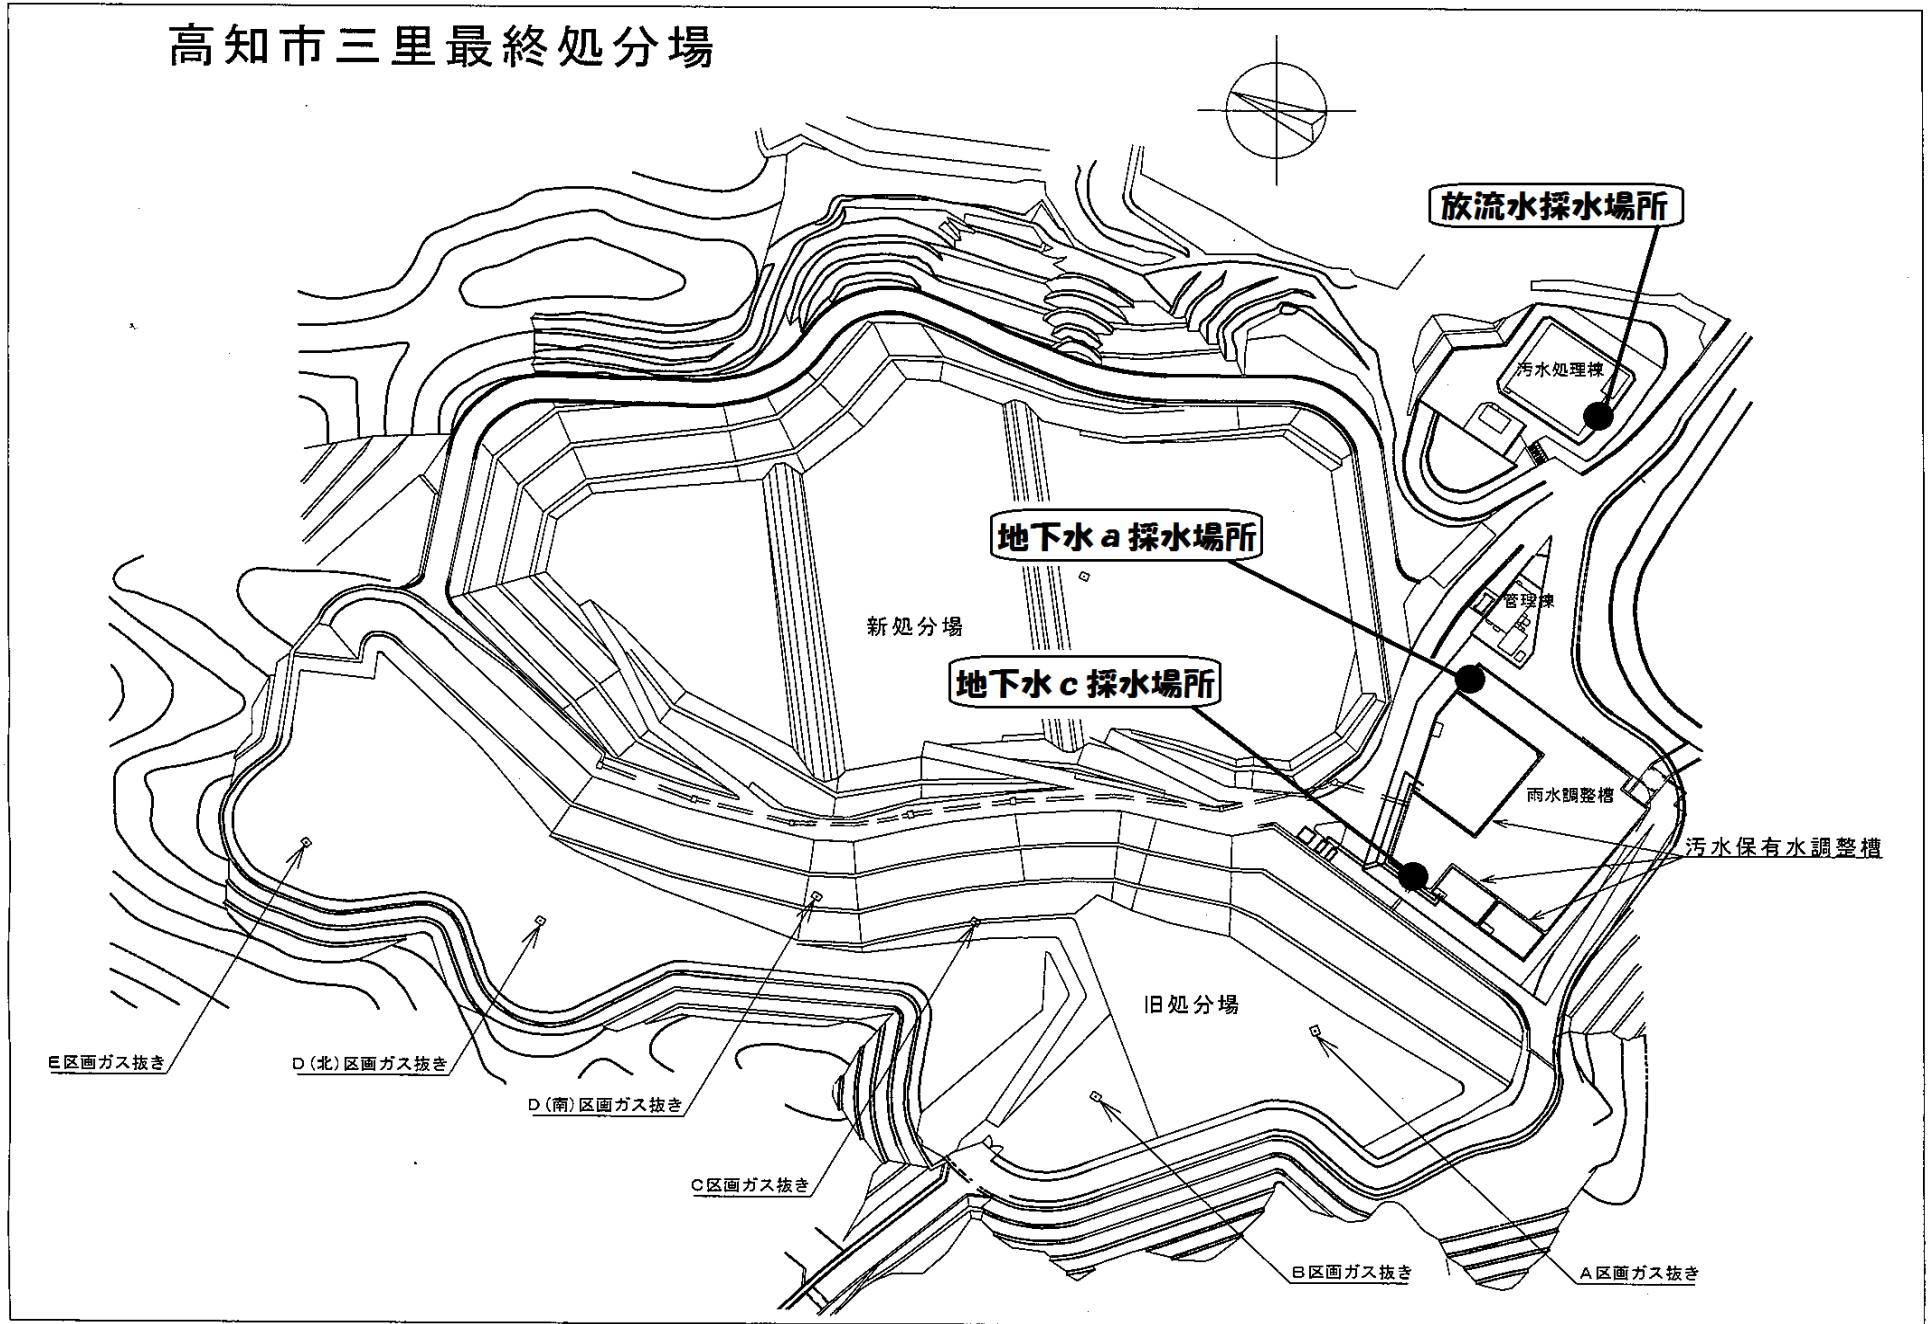 高知市三里最終処分場
放流水採水場所
汚水処理棟
地下水a採水場所
管理棟
新処分場
地下水c採水場所
雨水調整槽
汚水保有水調整槽
旧処分場
E区画ガス抜き
D(北)区画ガス抜き
D(南)区画ガス抜き
C区画ガス抜き
B区画ガス抜き
A区画ガス抜き